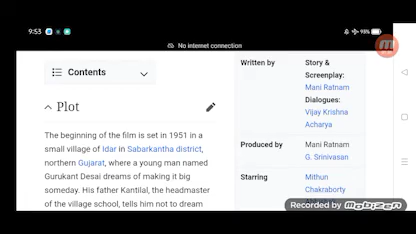 9:53
93%
No internet connection
Contents
Plot
The beginning of the film is set in 1951 in a
small village of Idar in Sabarkantha district,
northern Gujarat, where a young man named
Gurukant Desai dreams of making it big
someday. His father Kantilal, the headmaster
of the village school, tells him not to dream
Written by
Story &
Screenplay:
Mani Ratnam
Dialogues:
Vijay Krishna
Acharya
Produced by
Mani Ratnam
G. Srinivasan
Starring
Mithun
Chakraborty
Recorded by mobizen